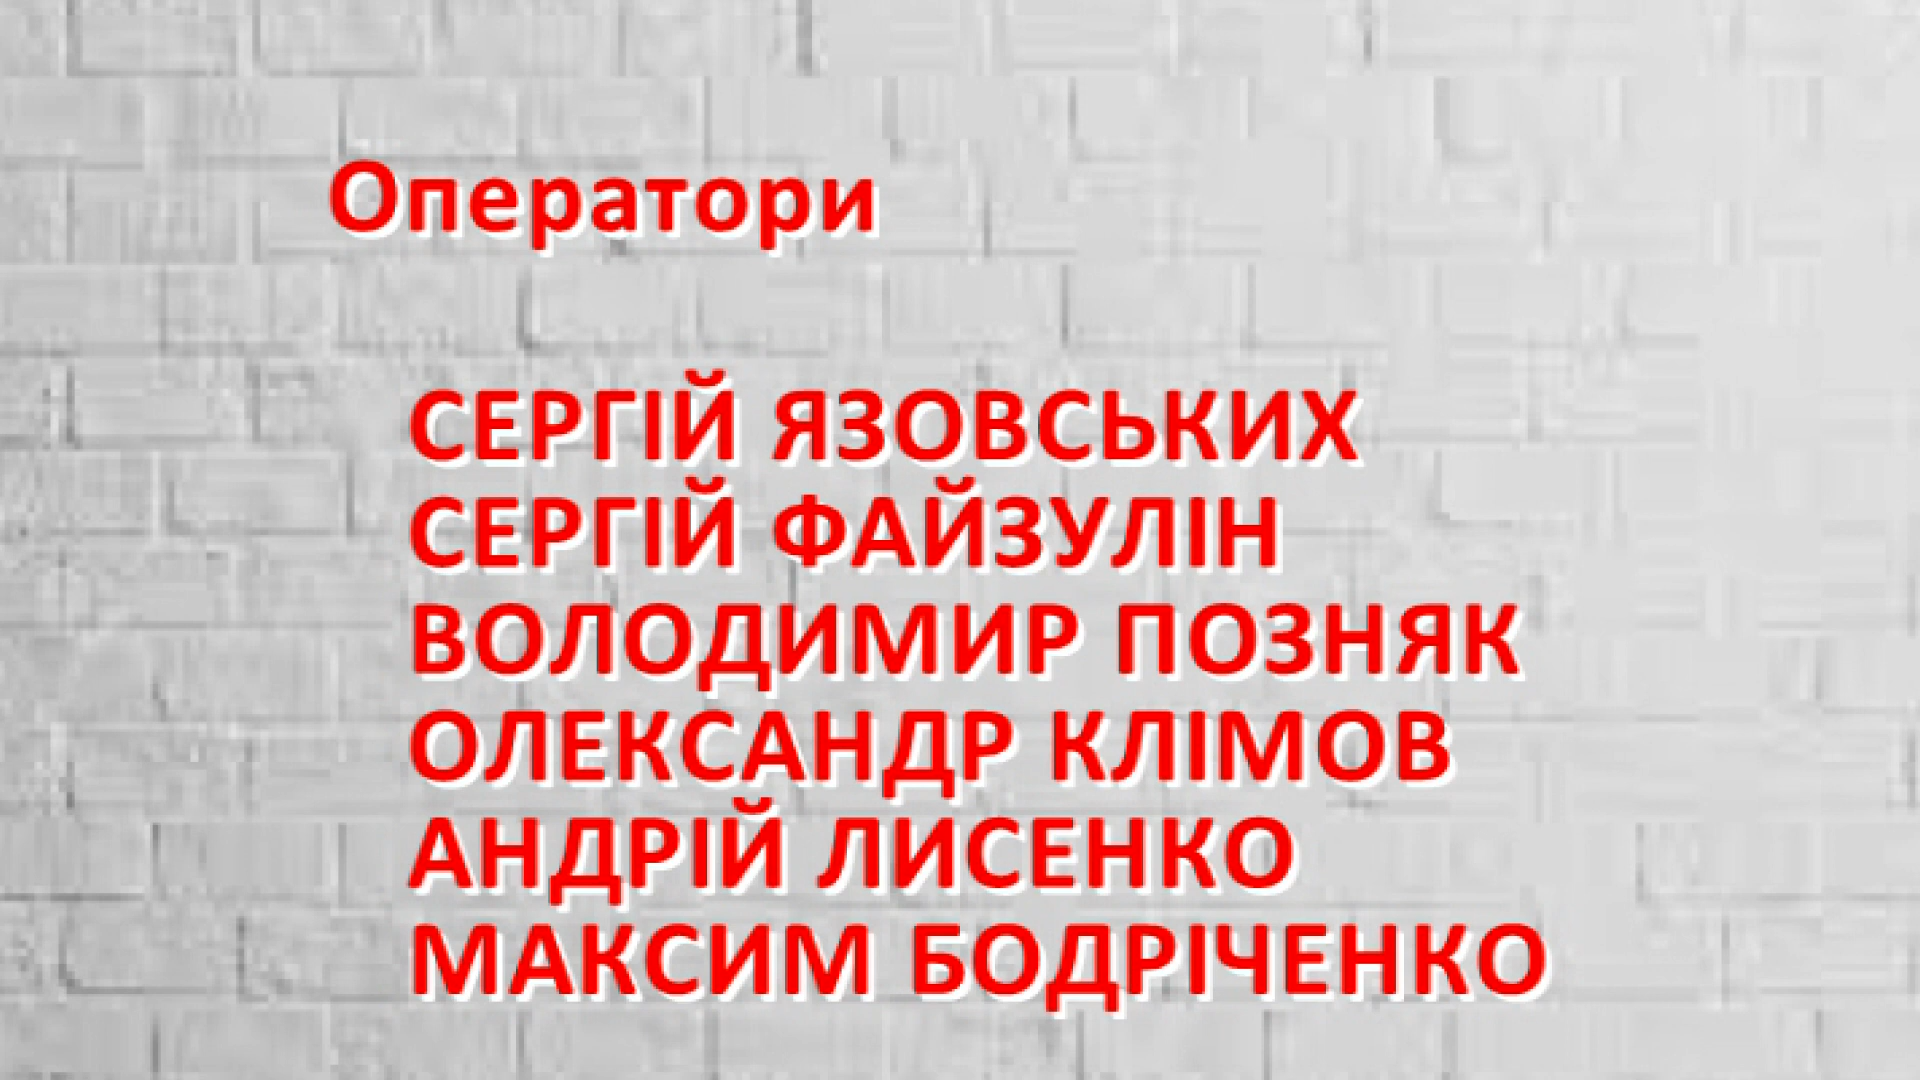 Оператори
СЕРГІЙ ЯЗОВСЬКИХ
СЕРГІЙ ФАЙЗУЛІН
ВОЛОДИМИР ПОЗНЯК
ОЛЕКСАНДР КЛІМОВ
АНДРІЙ ЛИСЕНКО
МАКСИМ БОДРІЧЕНКО